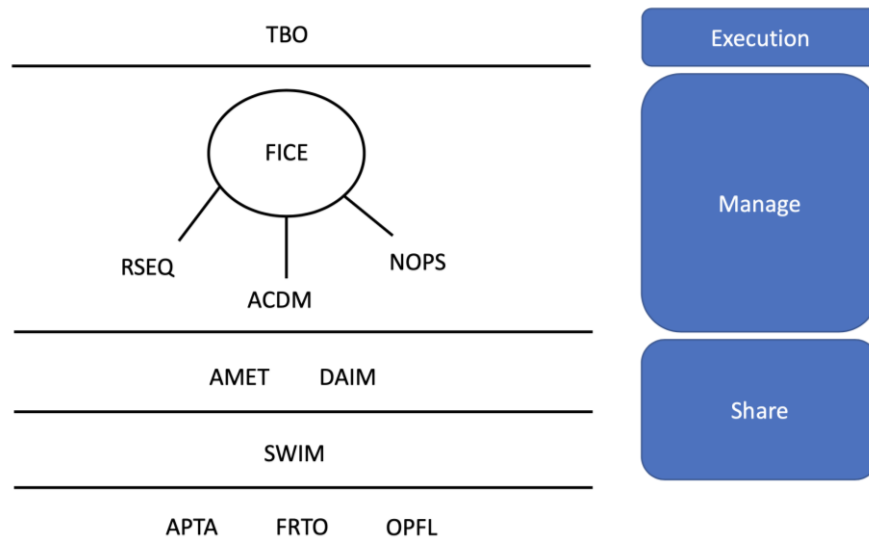 TBO
Execution
FICE
Manage
RSEQ
NOPS
ACDM
AMET DAIM
Share
SWIM
APTA FRTO OPFL